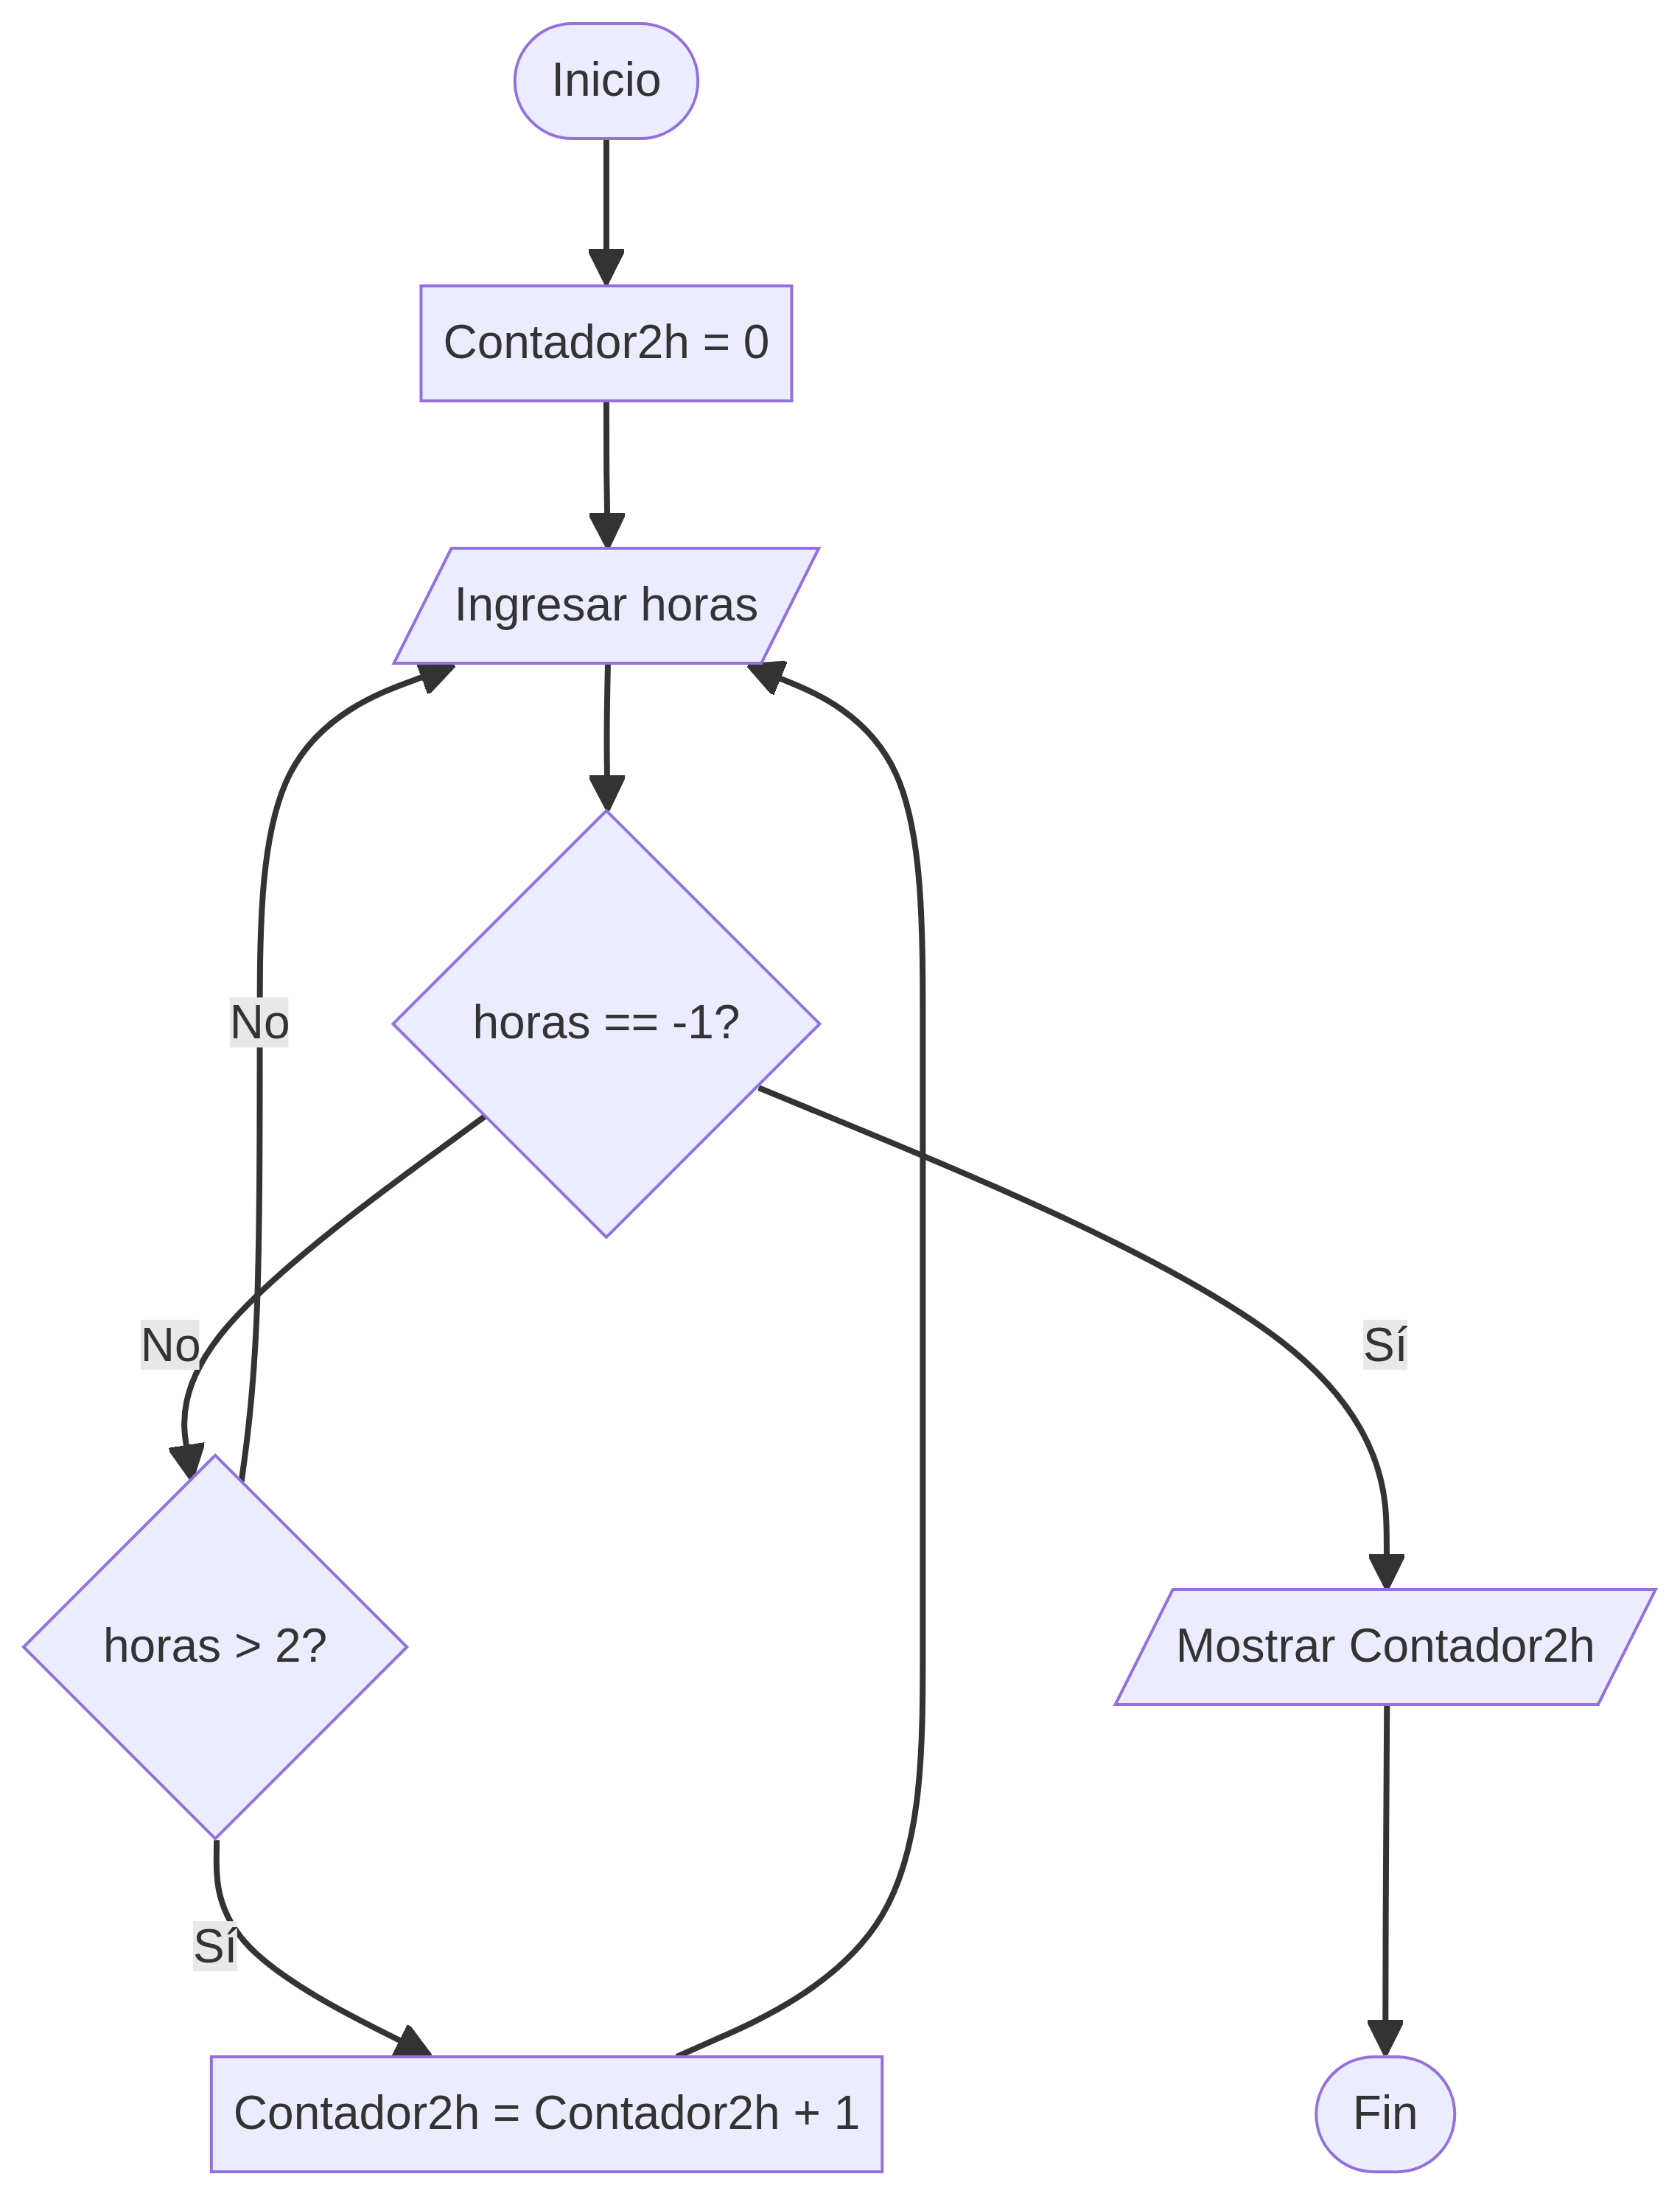 Inicio
Contador2h = 0
Ingresar horas
horas == -1?
No
No
Sí
horas > 2?
Mostrar Contador2h
Sí
Contador2h = Contador2h + 1
Fin